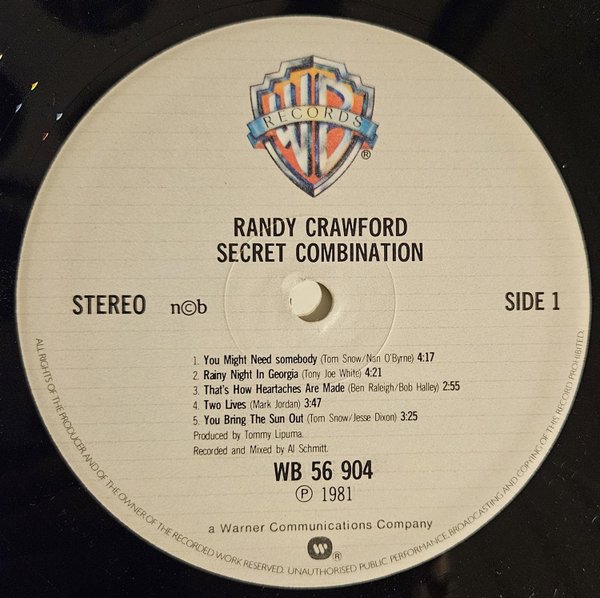 WB
RECORDS
®
RANDY CRAWFORD
SECRET COMBINATION
STEREO n©b SIDE 1
1. You Might Need somebody (Tom Snow/Nan O'Byrne) 4:17
2. Rainy Night In Georgia (Tony Joe White) 4:21
3. That's How Heartaches Are Made (Ben Raleigh/Bob Halley) 2:55
4. Two Lives (Mark Jordan) 3:47
5. You Bring The Sun Out (Tom Snow/Jesse Dixon) 3:25
Produced by Tommy Lipuma.
Recorded and Mixed by Al Schmitt.
WB 56 904
℗ 1981
a Warner Communications Company
®
ALL RIGHTS OF THE PRODUCER AND OF THE OWNER OF THE RECORDED WORK RESERVED. UNAUTHORISED PUBLIC PERFORMANCE, BROADCASTING AND COPYING OF THIS RECORD PROHIBITED.